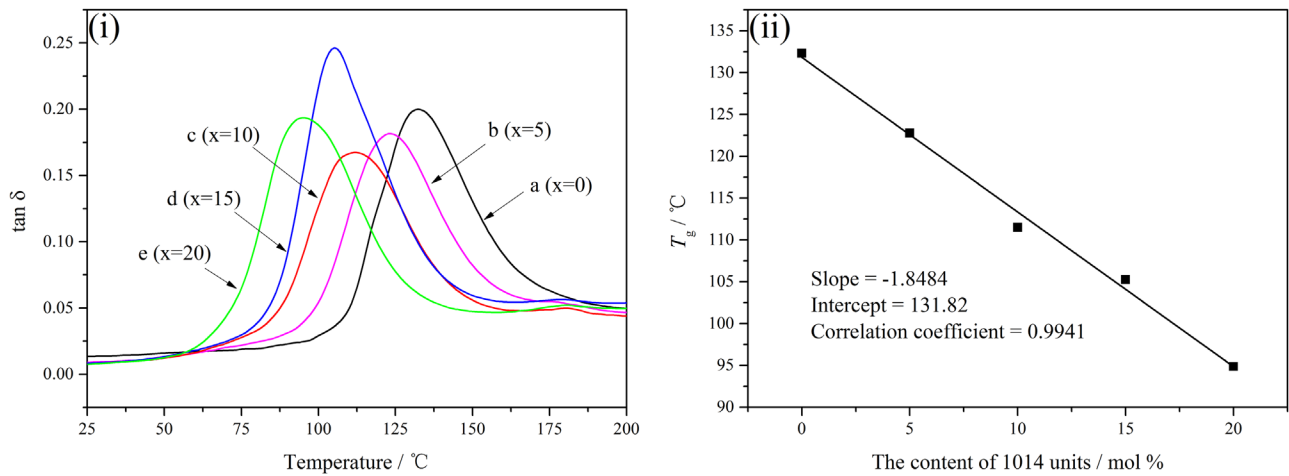 (i)
0.25
0.20
0.15
0.10
0.05
0.00
tan δ
c (x=10)
b (x=5)
a (x=0)
d (x=15)
e (x=20)
25 50 75 100 125 150 175 200
Temperature / ℃
(ii)
135
130
125
120
115
110
105
100
95
90
Tg / ℃
Slope = -1.8484
Intercept = 131.82
Correlation coefficient = 0.9941
0 5 10 15 20
The content of 1014 units / mol %